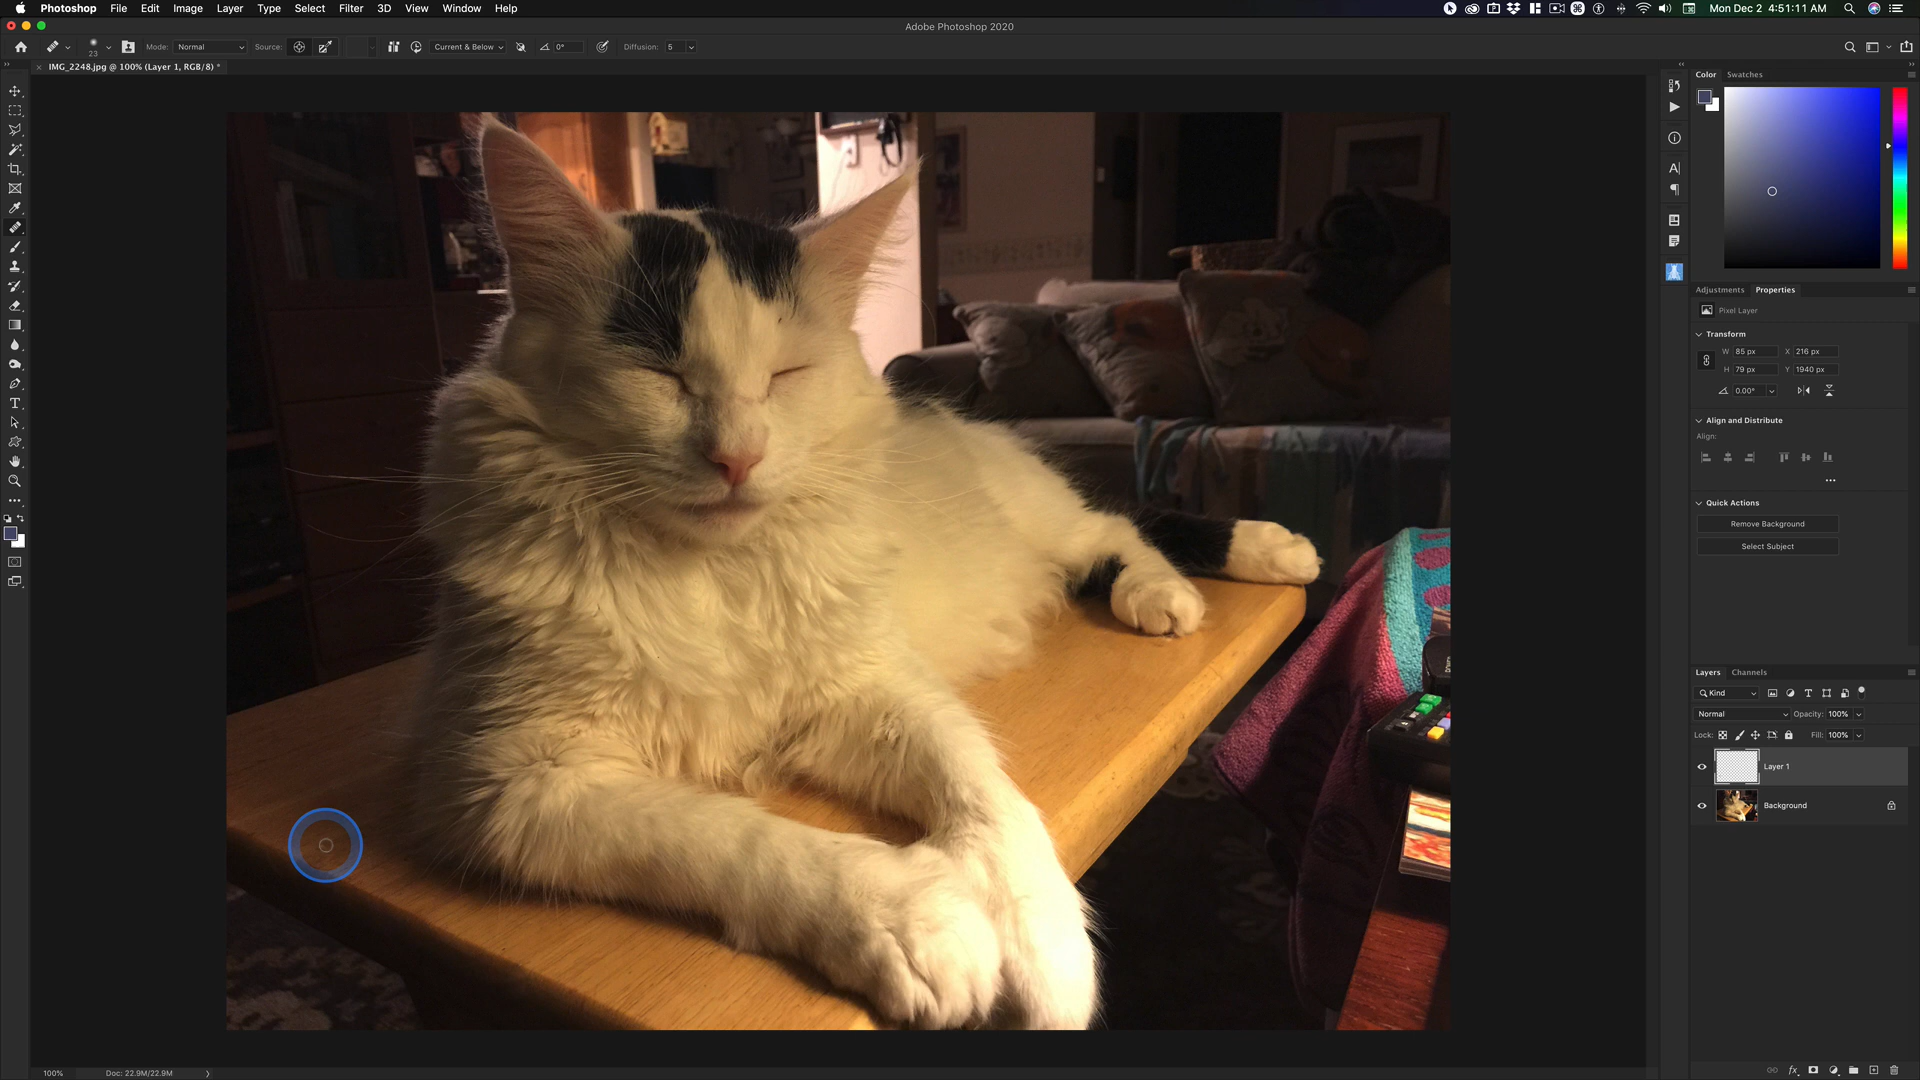 Photoshop File Edit Image Layer Type Select Filter 3D View Window Help Mon Dec 2 4:51:11 AM
Adobe Photoshop 2020
23 Mode: Normal Source: Current & Below 0° Diffusion: 5
× IMG_2248.jpg @ 100% (Layer 1, RGB/8) *
Color Swatches
Adjustments Properties
Pixel Layer
Transform
W 85 px X 216 px
H 79 px Y 1940 px
0.00°
Align and Distribute
Align:
Quick Actions
Remove Background
Select Subject
Layers Channels
Kind
Normal Opacity: 100%
Lock: Fill: 100%
Layer 1
Background
100% Doc: 22.9M/22.9M